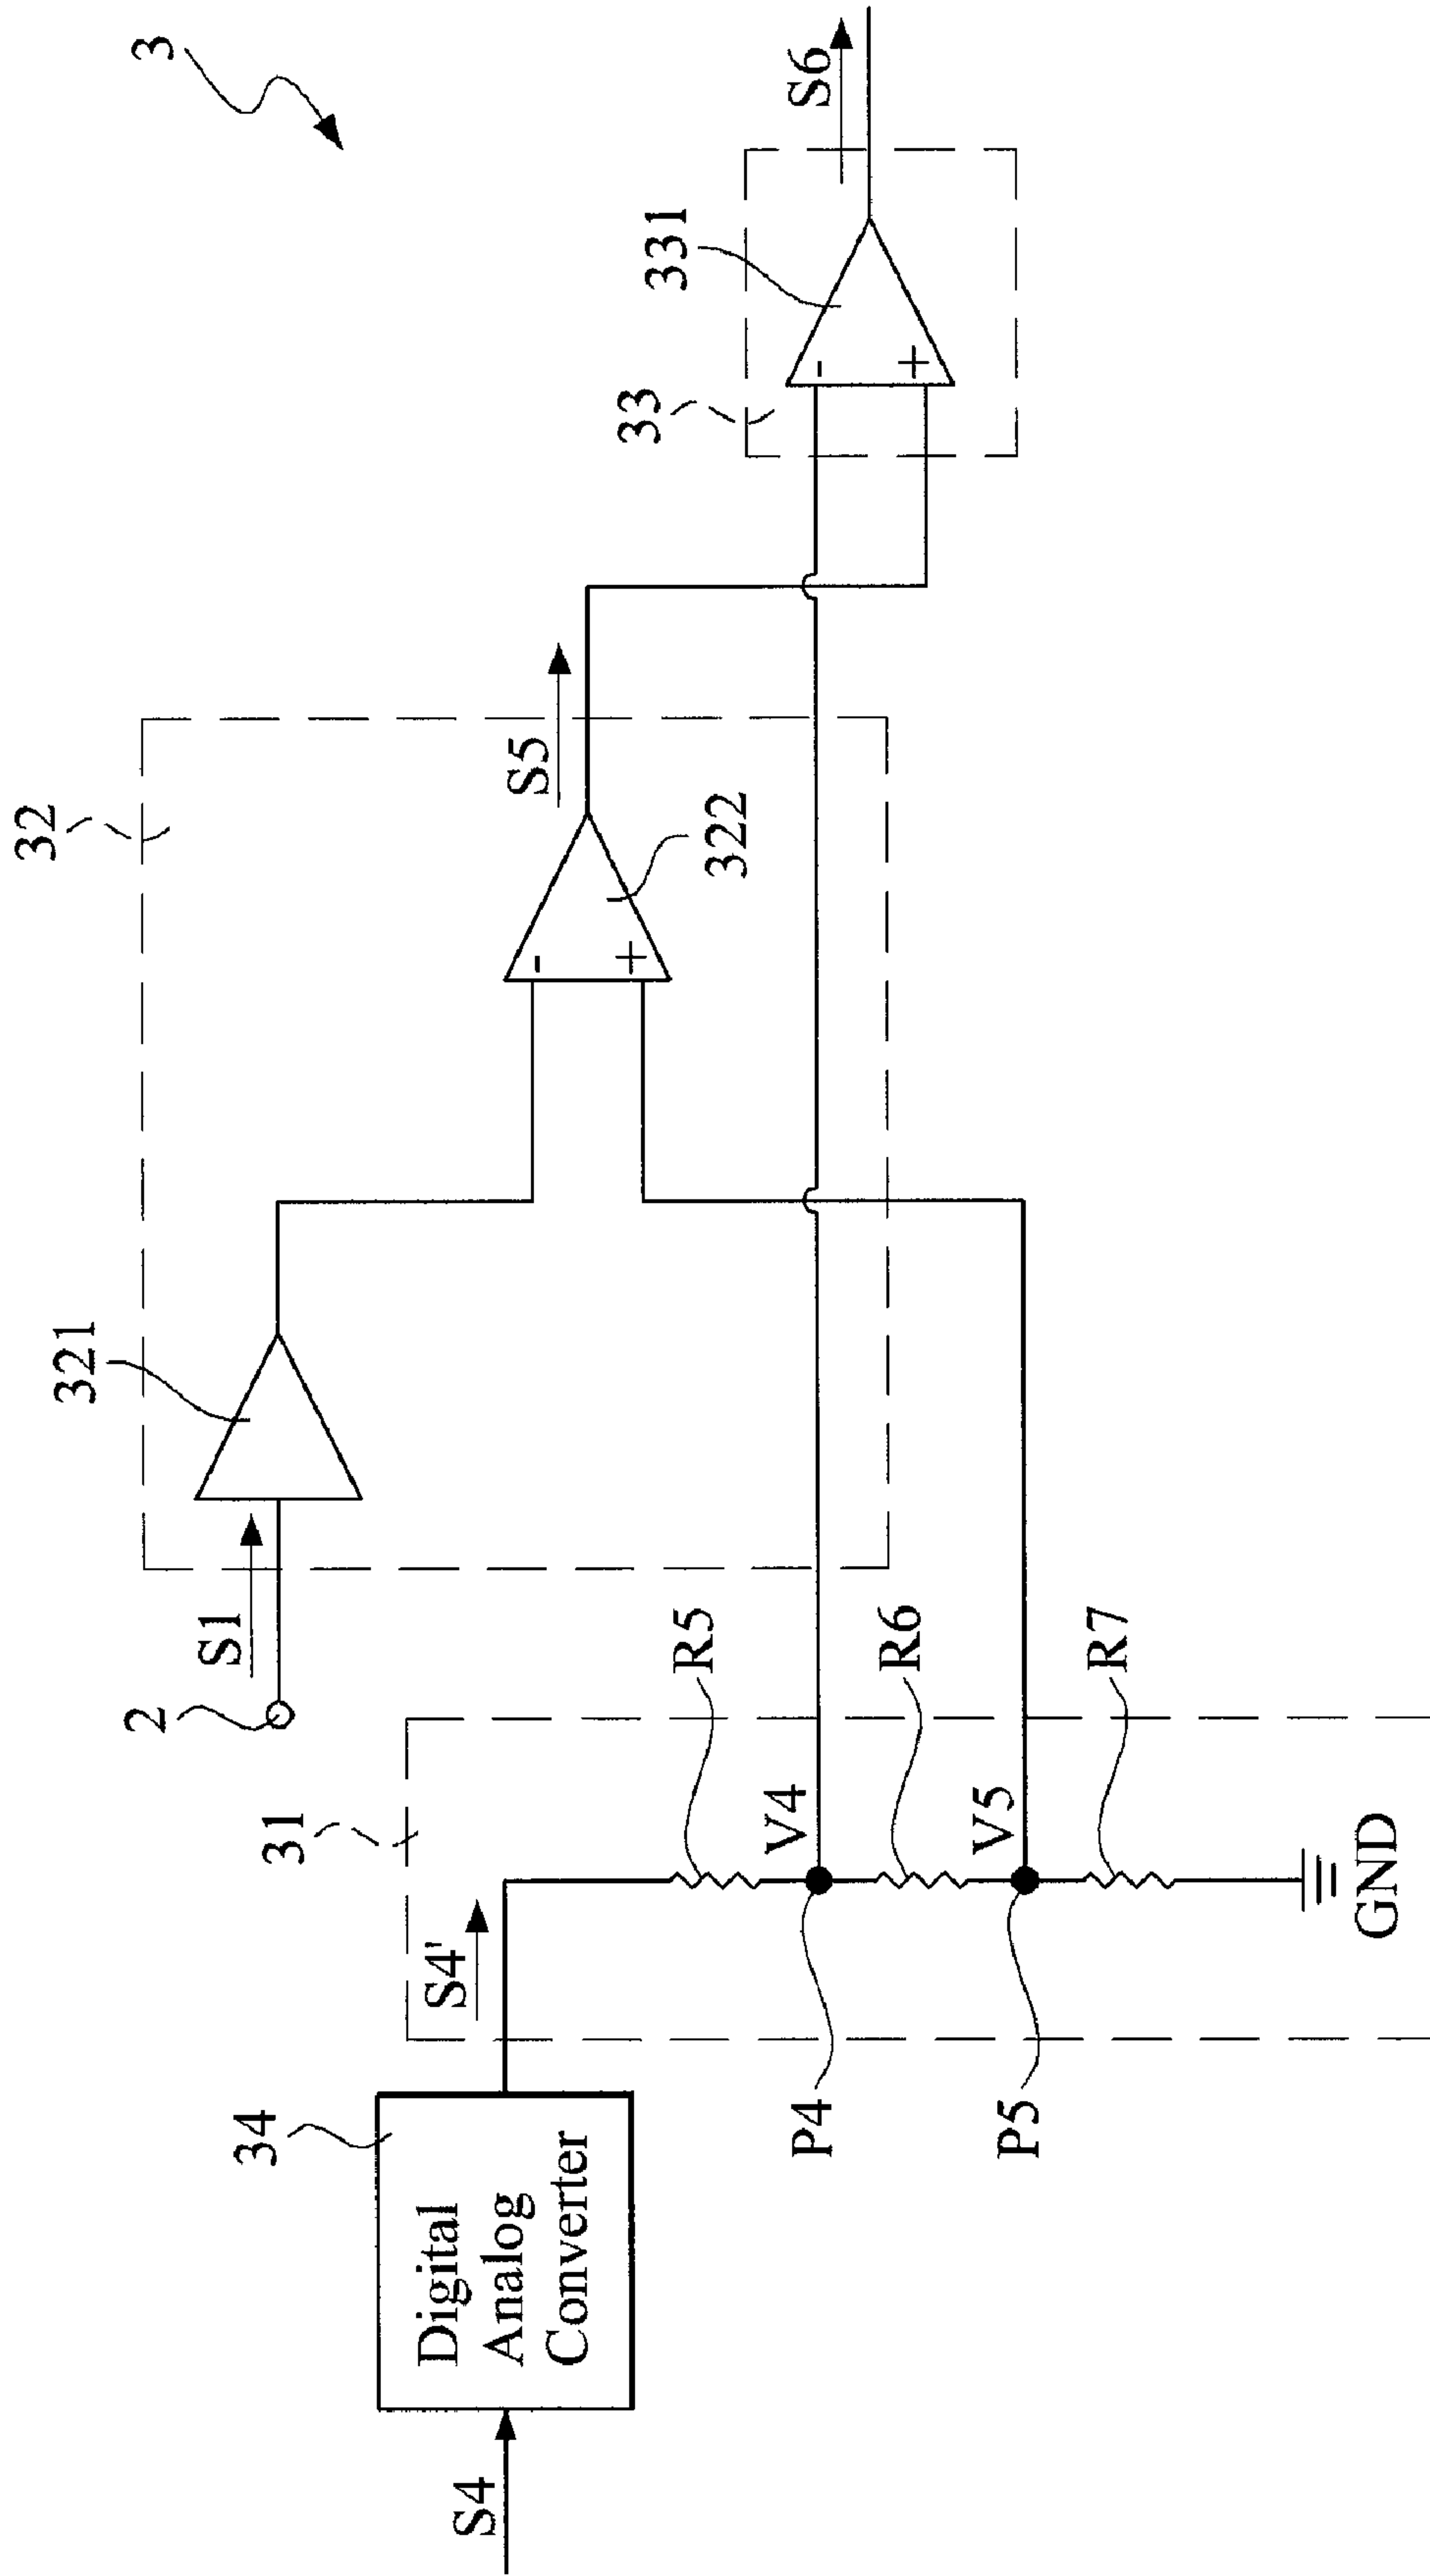 3
S4
34
Digital
Analog
Converter
S4'
31
2
S1
321
32
322
S5
33
331
S6
R5
V4
P4
R6
V5
P5
R7
GND
-
+
-
+